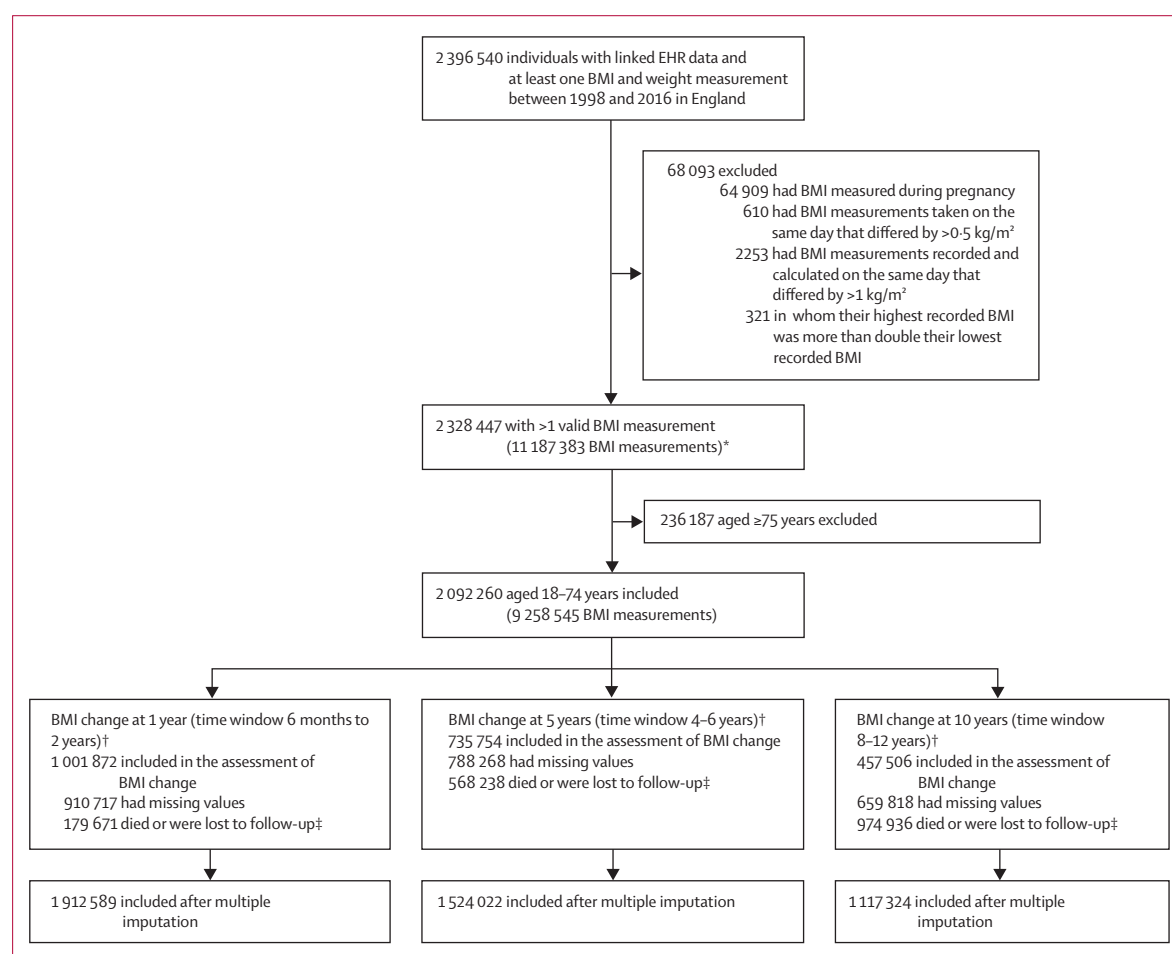 2 396 540 individuals with linked EHR data and
at least one BMI and weight measurement
between 1998 and 2016 in England
68 093 excluded
64 909 had BMI measured during pregnancy
610 had BMI measurements taken on the
same day that differed by >0·5 kg/m²
2253 had BMI measurements recorded and
calculated on the same day that
differed by >1 kg/m²
321 in whom their highest recorded BMI
was more than double their lowest
recorded BMI
2 328 447 with >1 valid BMI measurement
(11 187 383 BMI measurements)*
236 187 aged ≥75 years excluded
2 092 260 aged 18–74 years included
(9 258 545 BMI measurements)
BMI change at 1 year (time window 6 months to
2 years)†
1 001 872 included in the assessment of
BMI change
910 717 had missing values
179 671 died or were lost to follow-up‡
BMI change at 5 years (time window 4–6 years)†
735 754 included in the assessment of BMI change
788 268 had missing values
568 238 died or were lost to follow-up‡
BMI change at 10 years (time window
8–12 years)†
457 506 included in the assessment of
BMI change
659 818 had missing values
974 936 died or were lost to follow-up‡
1 912 589 included after multiple
imputation
1 524 022 included after multiple imputation
1 117 324 included after multiple
imputation